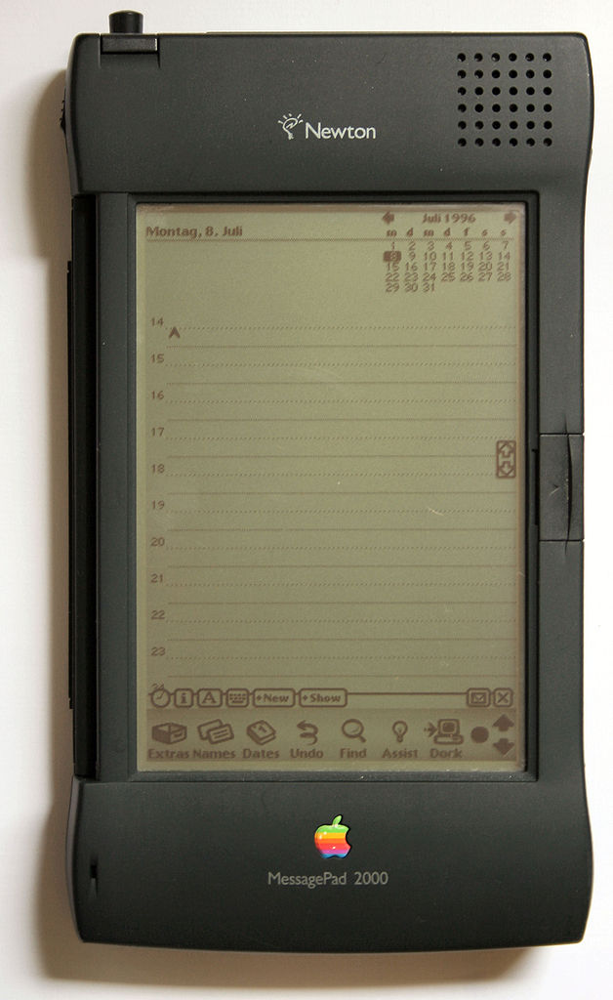 Newton
Montag, 8. Juli
Juli 1996
m d m d f s s
1 2 3 4 5 6 7
8 9 10 11 12 13 14
15 16 17 18 19 20 21
22 23 24 25 26 27 28
29 30 31
14
15
16
17
18
19
20
21
22
23
24
i A New Show
Extras Names Dates Undo Find Assist Dock
MessagePad 2000